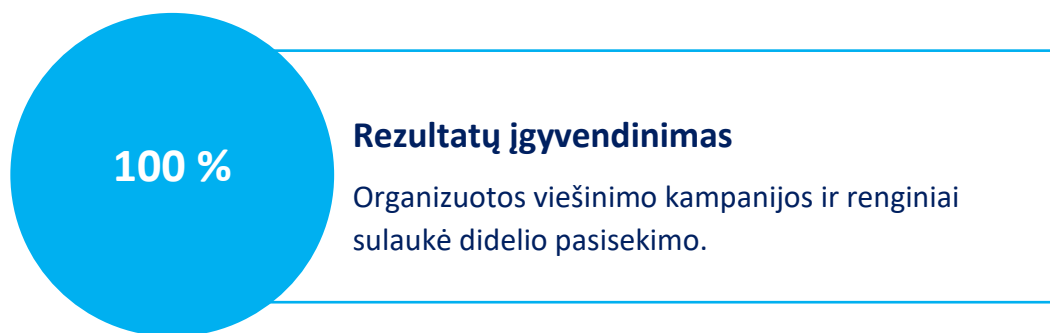 100 %
Rezultatų įgyvendinimas
Organizuotos viešinimo kampanijos ir renginiai
sulaukė didelio pasisekimo.